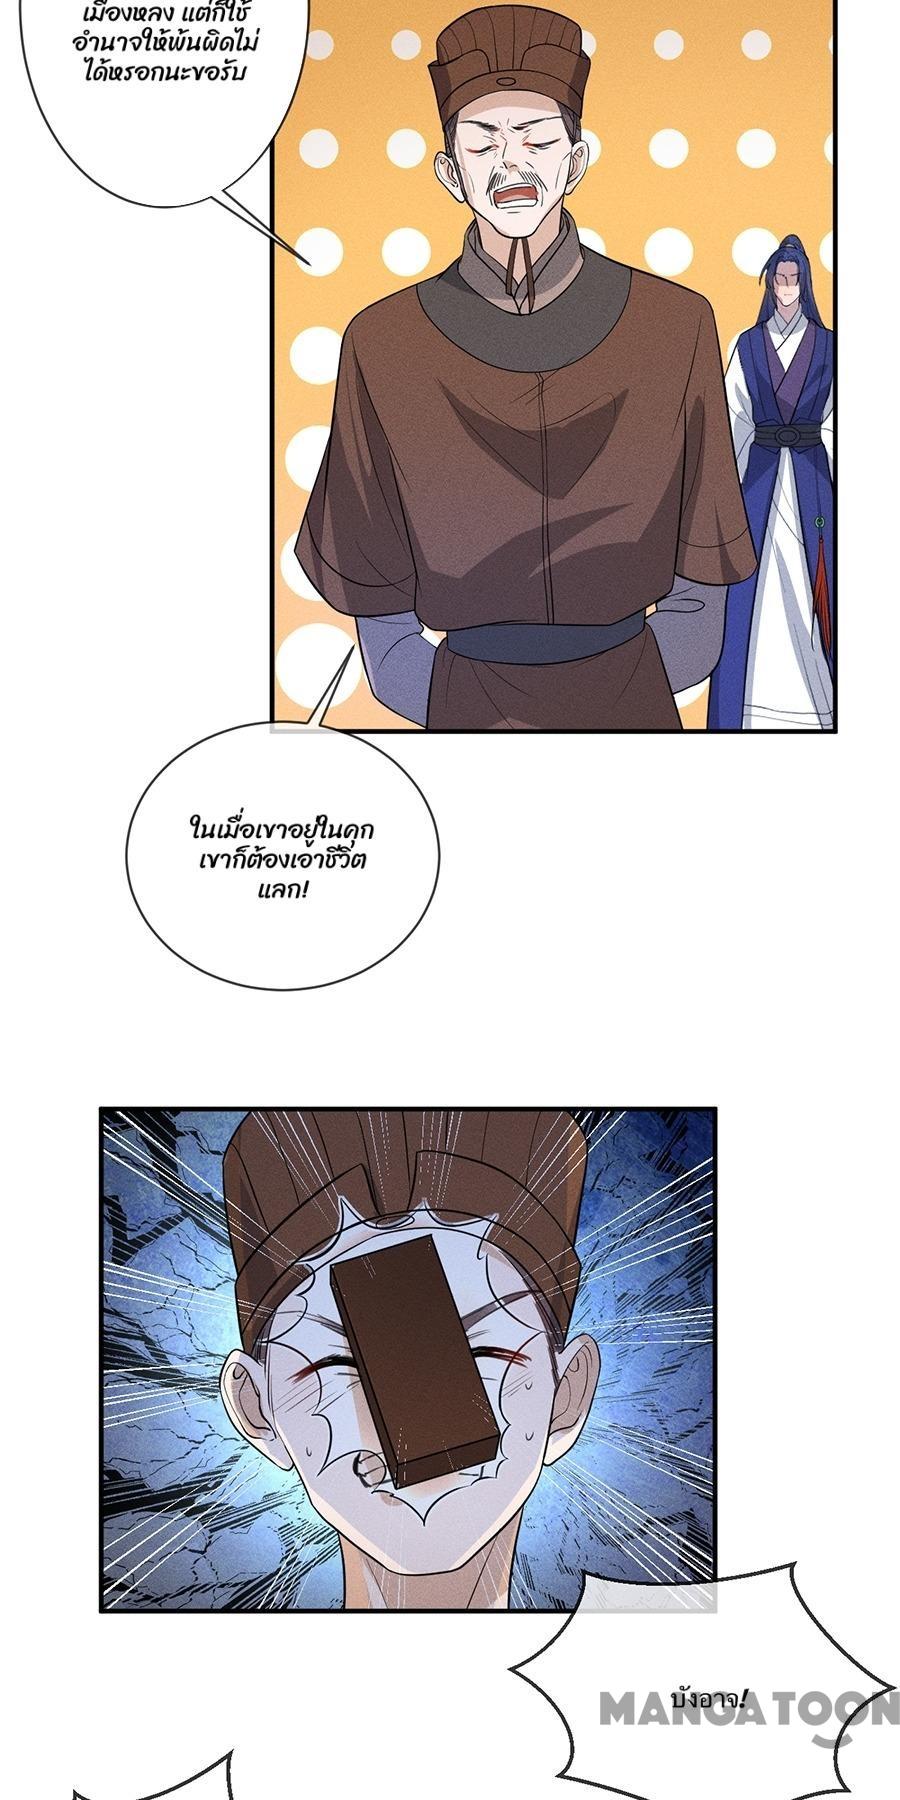 เมืองหลง แต่ก็ใช้
อำนาจให้พ้นผิดไม่
ได้หรอกนะขอรับ
ในเมื่อเขาอยู่ในคุก
เขาก็ต้องเอาชีวิต
แลก!
บังอาจ!
MANGATOON